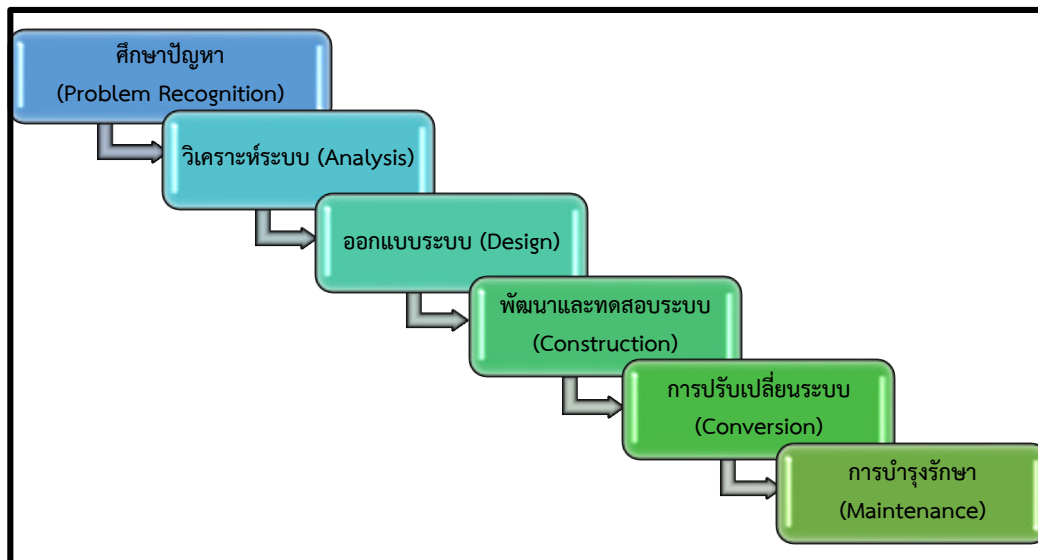 ศึกษาปัญหา
(Problem Recognition)
วิเคราะห์ระบบ (Analysis)
ออกแบบระบบ (Design)
พัฒนาและทดสอบระบบ
(Construction)
การปรับเปลี่ยนระบบ
(Conversion)
การบำรุงรักษา
(Maintenance)